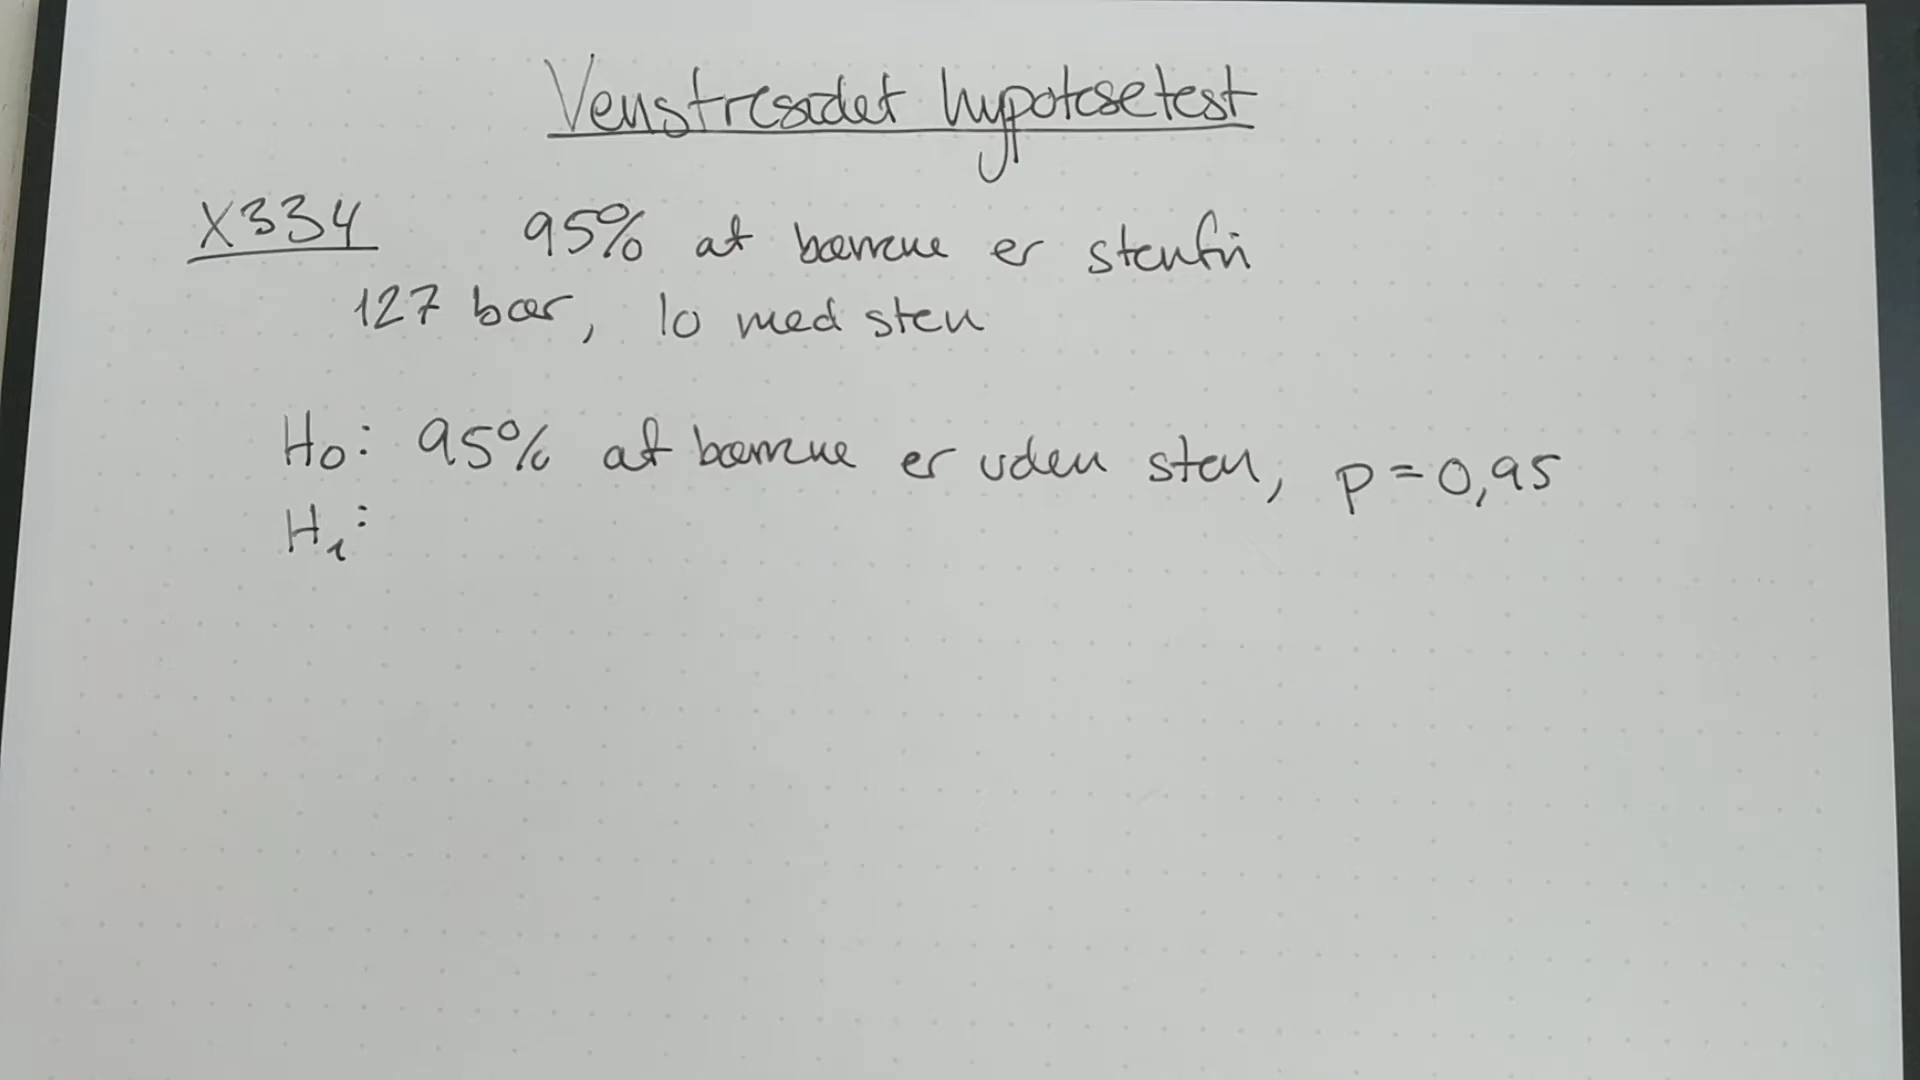 Venstresidet hypotesetest
X334 95% af bærrene er stenfri
127 bær, 10 med sten
H0: 95% af bærrene er uden sten, p=0,95
H1: